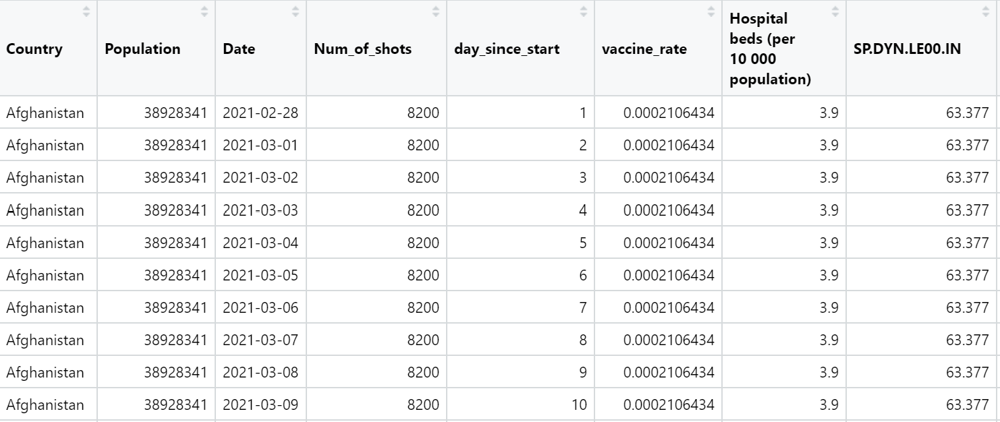 Country Population Date Num_of_shots day_since_start vaccine_rate Hospital beds (per 10 000 population) SP.DYN.LE00.IN
Afghanistan 38928341 2021-02-28 8200 1 0.0002106434 3.9 63.377
Afghanistan 38928341 2021-03-01 8200 2 0.0002106434 3.9 63.377
Afghanistan 38928341 2021-03-02 8200 3 0.0002106434 3.9 63.377
Afghanistan 38928341 2021-03-03 8200 4 0.0002106434 3.9 63.377
Afghanistan 38928341 2021-03-04 8200 5 0.0002106434 3.9 63.377
Afghanistan 38928341 2021-03-05 8200 6 0.0002106434 3.9 63.377
Afghanistan 38928341 2021-03-06 8200 7 0.0002106434 3.9 63.377
Afghanistan 38928341 2021-03-07 8200 8 0.0002106434 3.9 63.377
Afghanistan 38928341 2021-03-08 8200 9 0.0002106434 3.9 63.377
Afghanistan 38928341 2021-03-09 8200 10 0.0002106434 3.9 63.377